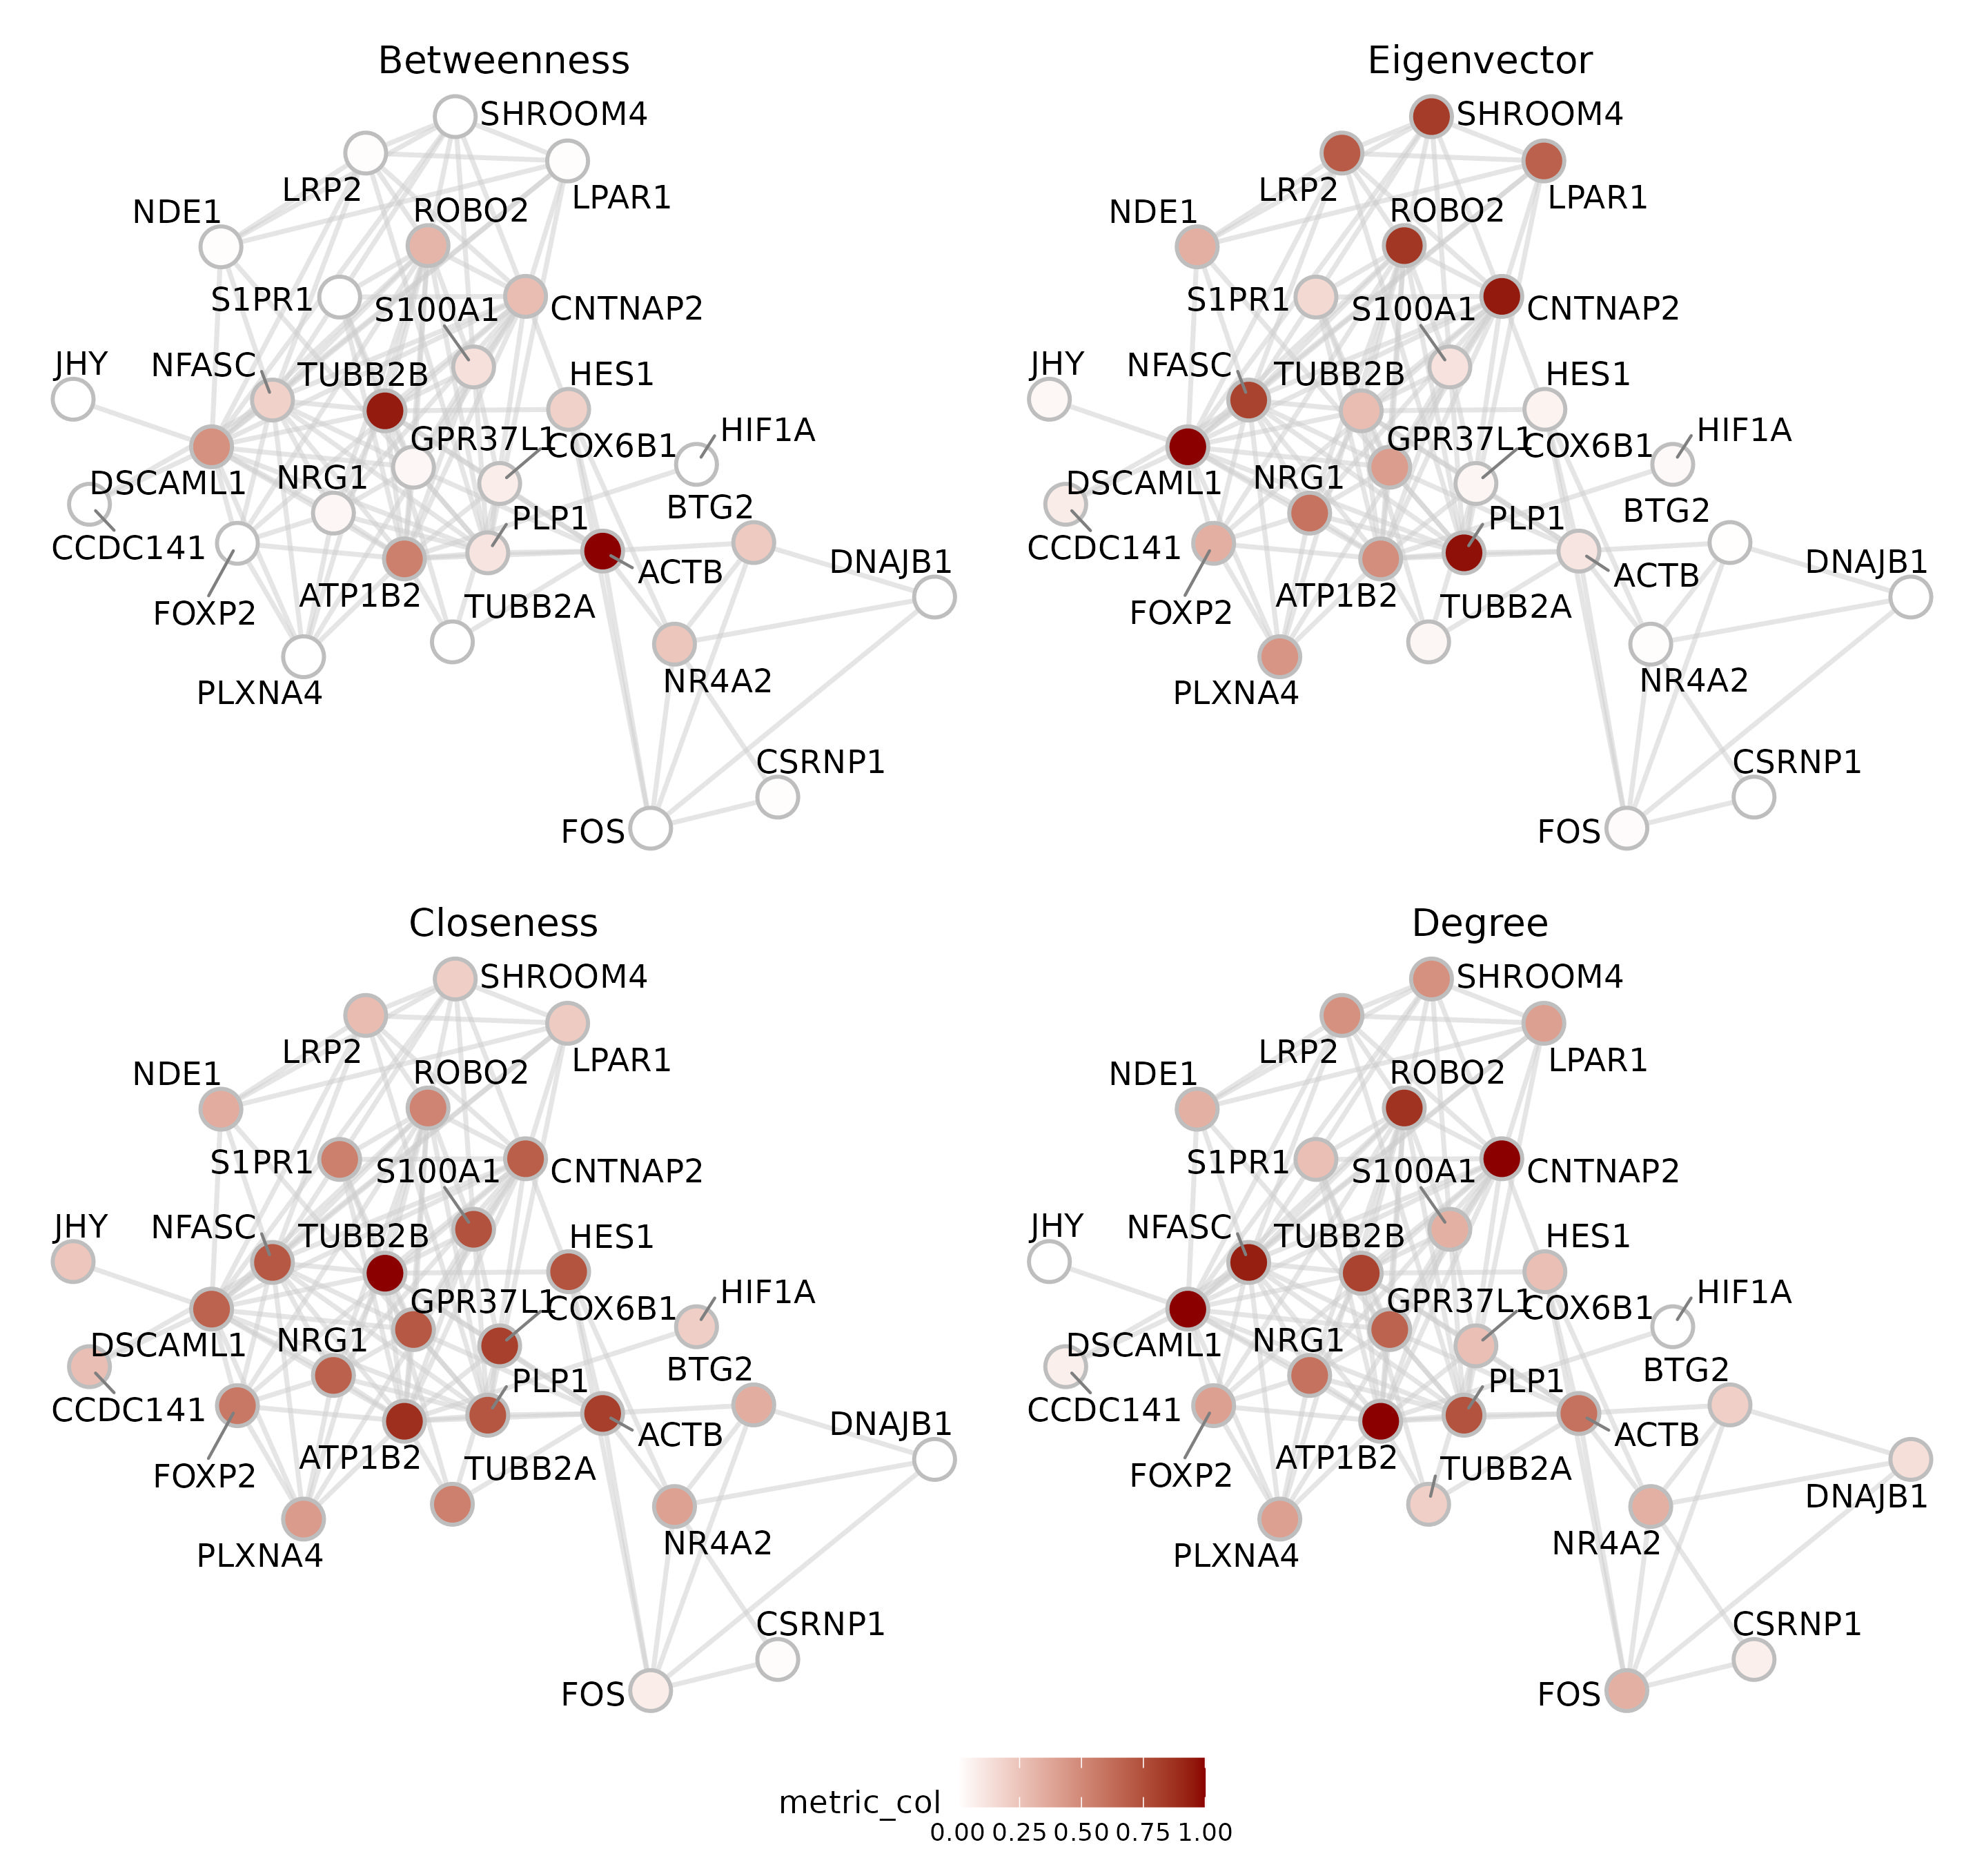 Betweenness
SHROOM4
LRP2
LPAR1
NDE1
ROBO2
S1PR1
S100A1
CNTNAP2
JHY
NFASC
TUBB2B
HES1
GPR37L1
COX6B1
HIF1A
DSCAML1
NRG1
BTG2
CCDC141
PLP1
ACTB
DNAJB1
FOXP2
ATP1B2
TUBB2A
PLXNA4
NR4A2
CSRNP1
FOS
Eigenvector
SHROOM4
LRP2
LPAR1
NDE1
ROBO2
S1PR1
S100A1
CNTNAP2
JHY
NFASC
TUBB2B
HES1
GPR37L1
COX6B1
HIF1A
DSCAML1
NRG1
BTG2
CCDC141
PLP1
ACTB
DNAJB1
FOXP2
ATP1B2
TUBB2A
PLXNA4
NR4A2
CSRNP1
FOS
Closeness
SHROOM4
LRP2
LPAR1
NDE1
ROBO2
S1PR1
S100A1
CNTNAP2
JHY
NFASC
TUBB2B
HES1
GPR37L1
COX6B1
HIF1A
DSCAML1
NRG1
BTG2
CCDC141
PLP1
ACTB
DNAJB1
FOXP2
ATP1B2
TUBB2A
PLXNA4
NR4A2
CSRNP1
FOS
Degree
SHROOM4
LRP2
LPAR1
NDE1
ROBO2
S1PR1
S100A1
CNTNAP2
JHY
NFASC
TUBB2B
HES1
GPR37L1
COX6B1
HIF1A
DSCAML1
NRG1
BTG2
CCDC141
PLP1
ACTB
FOXP2
ATP1B2
TUBB2A
DNAJB1
PLXNA4
NR4A2
CSRNP1
FOS
metric_col
0.00 0.25 0.50 0.75 1.00